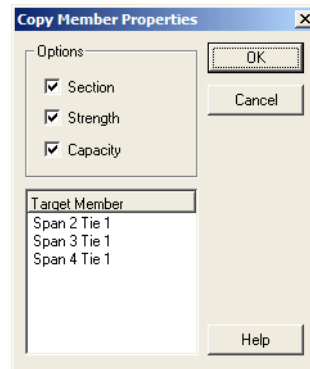 Copy Member Properties
Options
OK
Section
Cancel
Strength
Capacity
Target Member
Span 2 Tie 1
Span 3 Tie 1
Span 4 Tie 1
Help